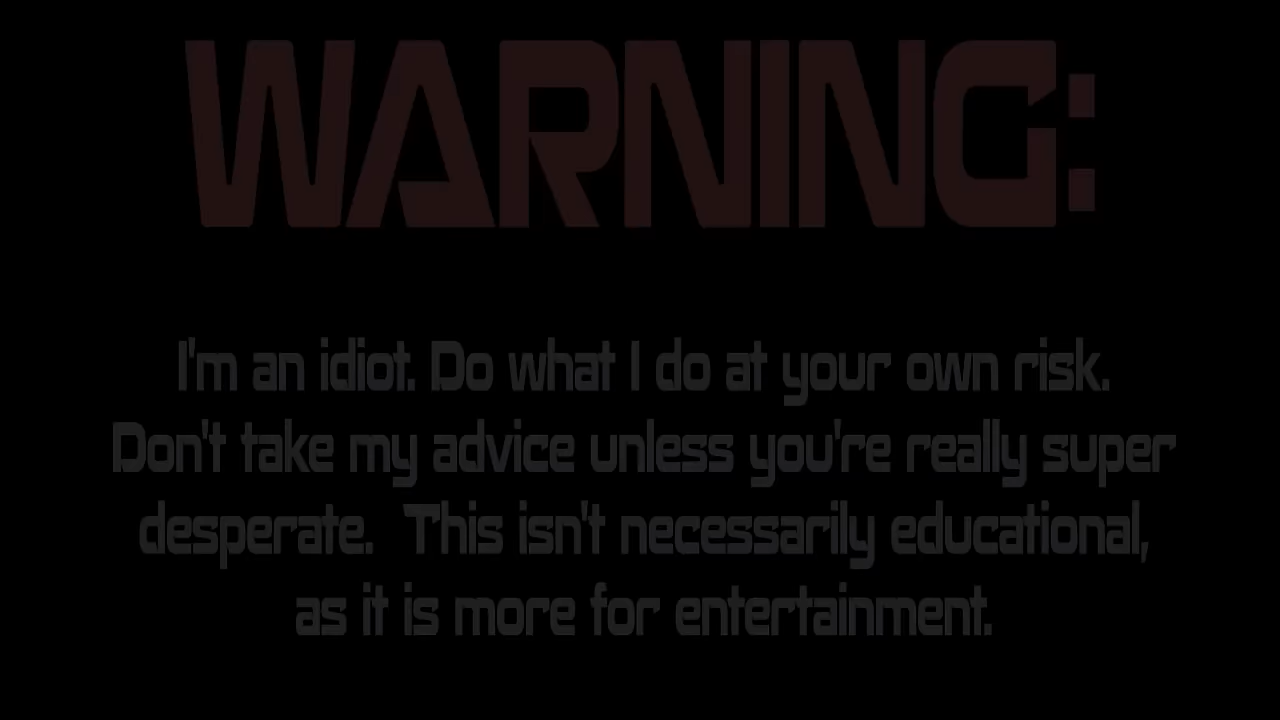 WARNING:
I'm an idiot. Do what I do at your own risk.
Don't take my advice unless you're really super
desperate.  This isn't necessarily educational,
as it is more for entertainment.